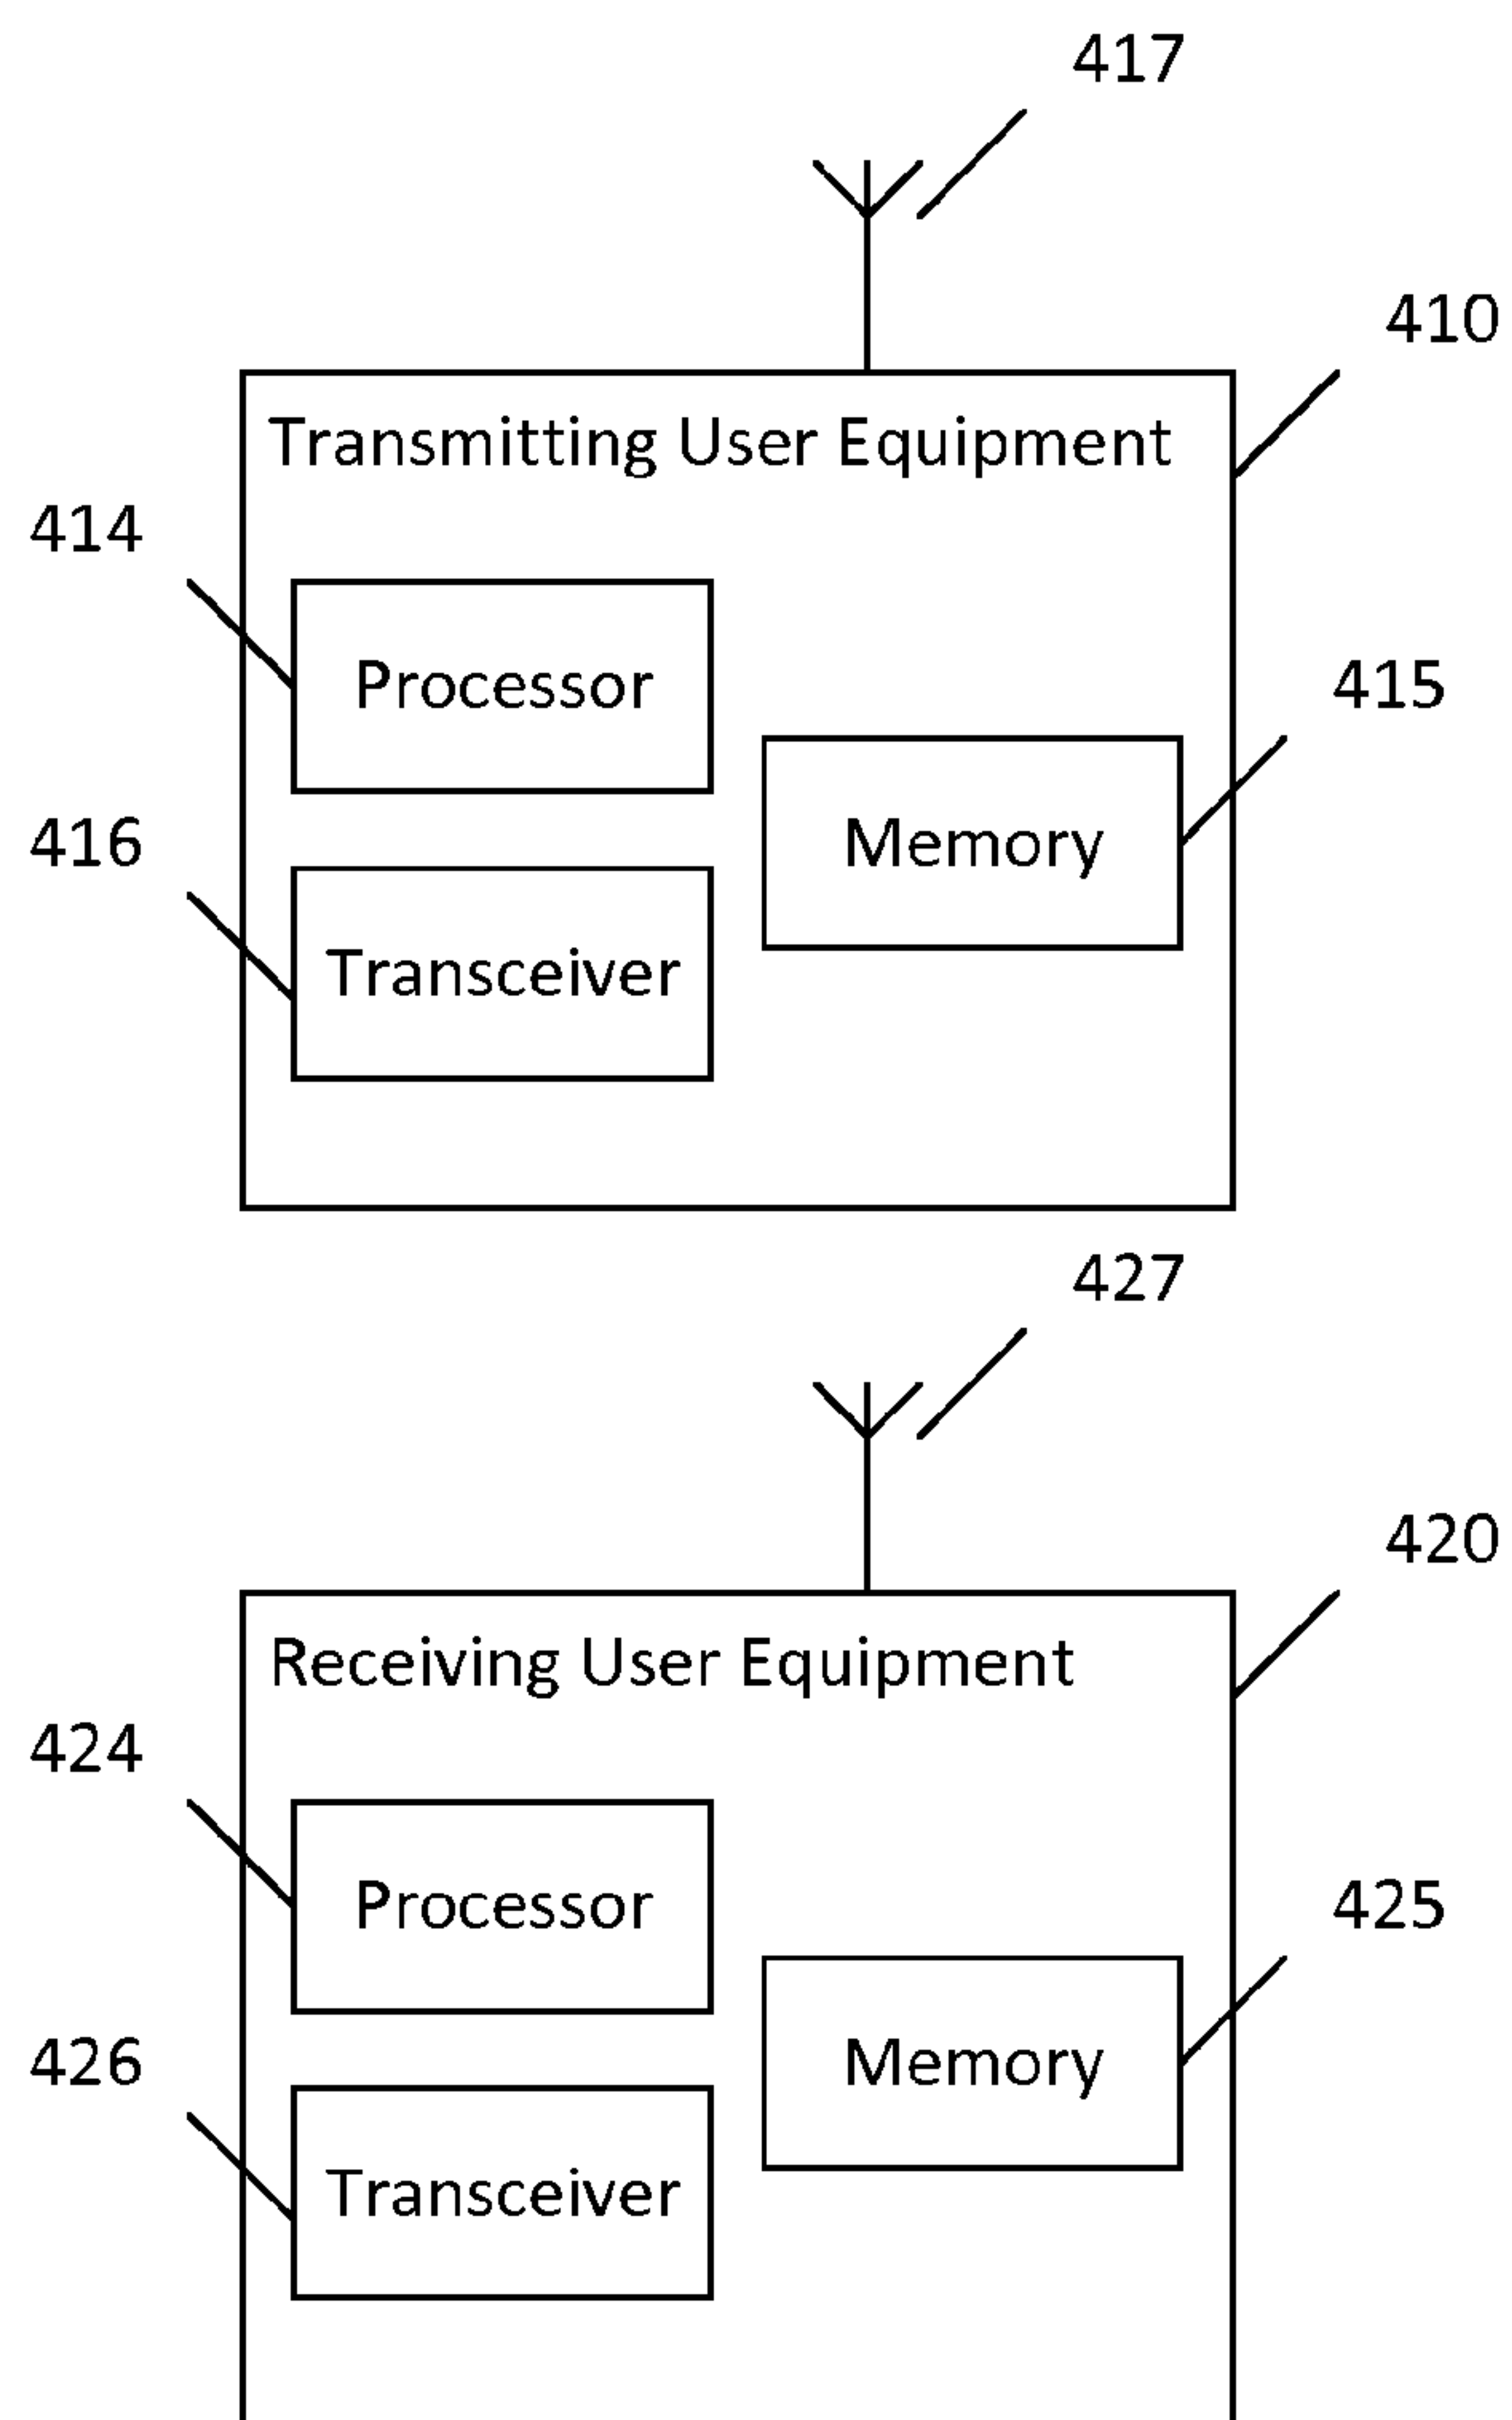 417
410
Transmitting User Equipment
414
Processor
415
416
Memory
Transceiver
427
420
Receiving User Equipment
424
Processor
425
426
Memory
Transceiver